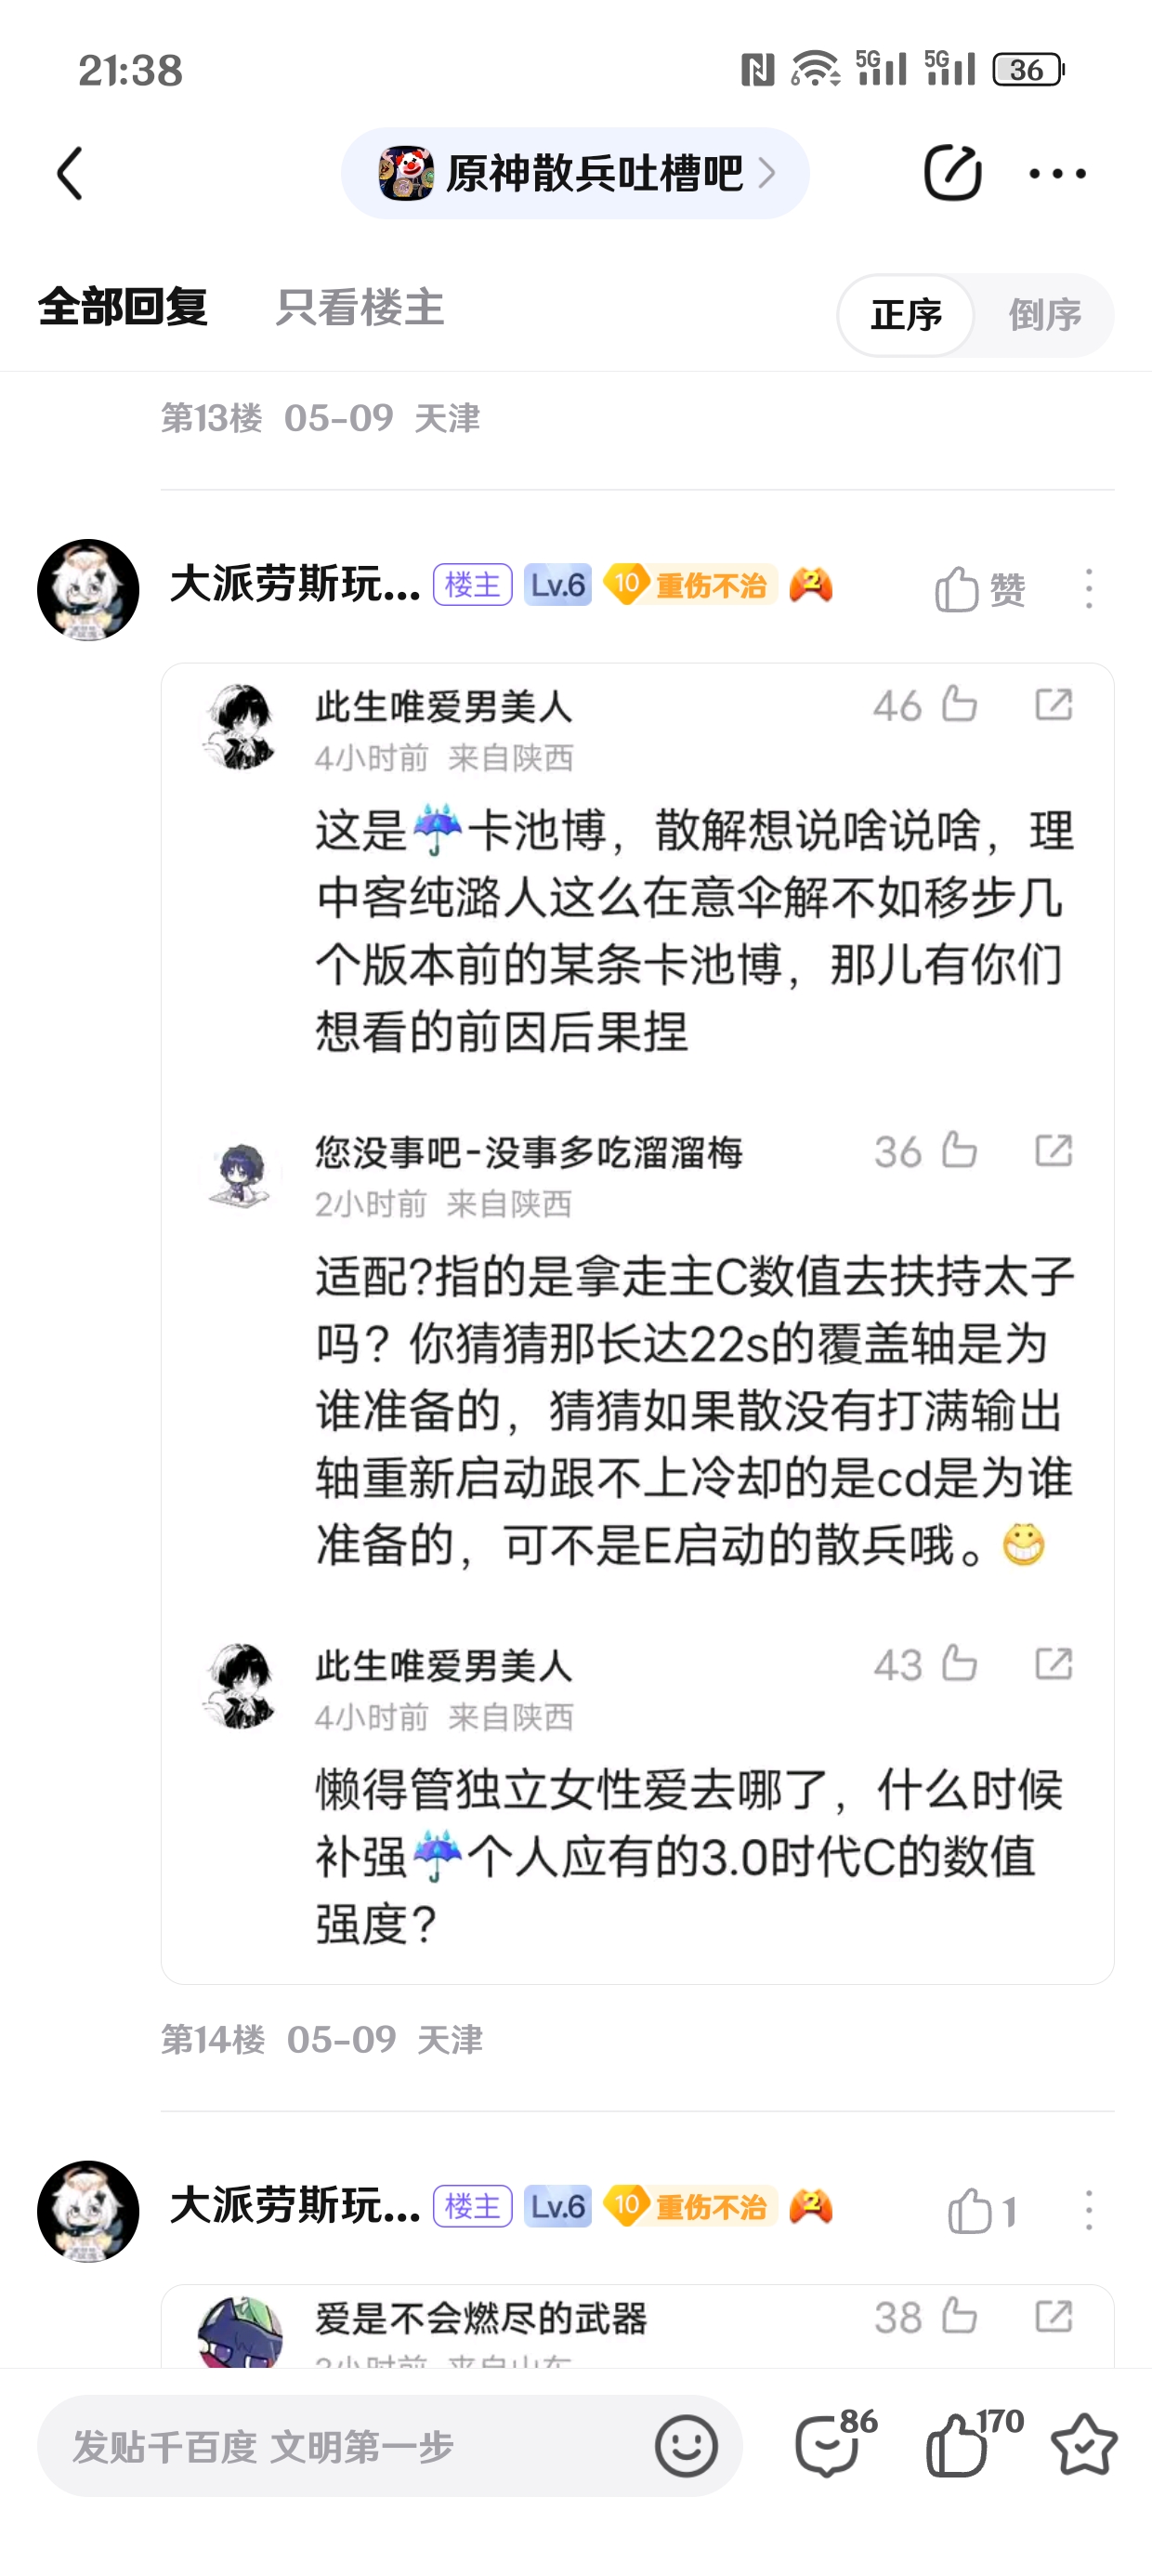 21:38
5G 5G 36
原神散兵吐槽吧
全部回复 只看楼主 正序 倒序
第13楼 05-09 天津
大派劳斯玩... 楼主 Lv.6 10 重伤不治 2 赞
此生唯爱男美人 46
4小时前 来自陕西
这是☔卡池博，散解想说啥说啥，理
中客纯潞人这么在意伞解不如移步几
个版本前的某条卡池博，那儿有你们
想看的前因后果捏
您没事吧-没事多吃溜溜梅 36
2小时前 来自陕西
适配?指的是拿走主C数值去扶持太子
吗？你猜猜那长达22s的覆盖轴是为
谁准备的，猜猜如果散没有打满输出
轴重新启动跟不上冷却的是cd是为谁
准备的，可不是E启动的散兵哦。😁
此生唯爱男美人 43
4小时前 来自陕西
懒得管独立女性爱去哪了，什么时候
补强☔个人应有的3.0时代C的数值
强度?
第14楼 05-09 天津
大派劳斯玩... 楼主 Lv.6 10 重伤不治 2 1
爱是不会燃尽的武器 38
发贴千百度 文明第一步 86 170